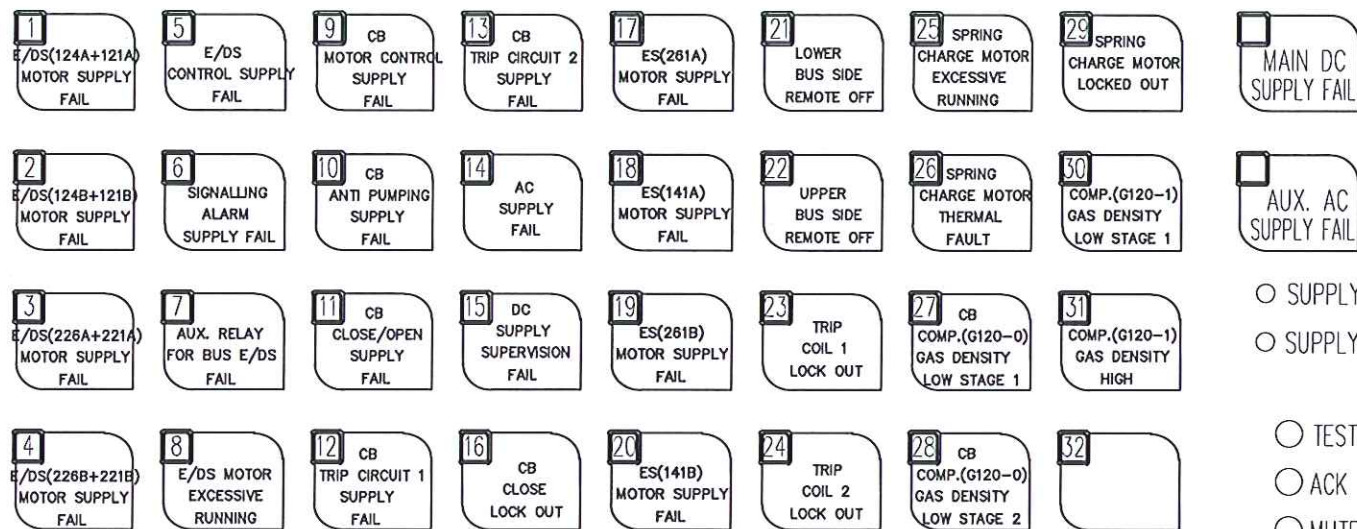 1
E/DS(124A+121A)
MOTOR SUPPLY
FAIL
5
E/DS
CONTROL SUPPLY
FAIL
9
CB
MOTOR CONTROL
SUPPLY
FAIL
13
CB
TRIP CIRCUIT 2
SUPPLY
FAIL
17
ES(261A)
MOTOR SUPPLY
FAIL
21
LOWER
BUS SIDE
REMOTE OFF
25
SPRING
CHARGE MOTOR
EXCESSIVE
RUNNING
29
SPRING
CHARGE MOTOR
LOCKED OUT
MAIN DC
SUPPLY FAIL
2
E/DS(124B+121B)
MOTOR SUPPLY
FAIL
6
SIGNALLING
ALARM
SUPPLY FAIL
10
CB
ANTI PUMPING
SUPPLY
FAIL
14
AC
SUPPLY
FAIL
18
ES(141A)
MOTOR SUPPLY
FAIL
22
UPPER
BUS SIDE
REMOTE OFF
26
SPRING
CHARGE MOTOR
THERMAL
FAULT
30
COMP.(G120-1)
GAS DENSITY
LOW STAGE 1
AUX. AC
SUPPLY FAIL
3
E/DS(226A+221A)
MOTOR SUPPLY
FAIL
7
AUX. RELAY
FOR BUS E/DS
FAIL
11
CB
CLOSE/OPEN
SUPPLY
FAIL
15
DC
SUPPLY
SUPERVISION
FAIL
19
ES(261B)
MOTOR SUPPLY
FAIL
23
TRIP
COIL 1
LOCK OUT
27
CB
COMP.(G120-0)
GAS DENSITY
LOW STAGE 1
31
COMP.(G120-1)
GAS DENSITY
HIGH
SUPPLY
SUPPLY
4
E/DS(226B+221B)
MOTOR SUPPLY
FAIL
8
E/DS MOTOR
EXCESSIVE
RUNNING
12
CB
TRIP CIRCUIT 1
SUPPLY
FAIL
16
CB
CLOSE
LOCK OUT
20
ES(141B)
MOTOR SUPPLY
FAIL
24
TRIP
COIL 2
LOCK OUT
28
CB
COMP.(G120-0)
GAS DENSITY
LOW STAGE 2
32
TEST
ACK
MUTE